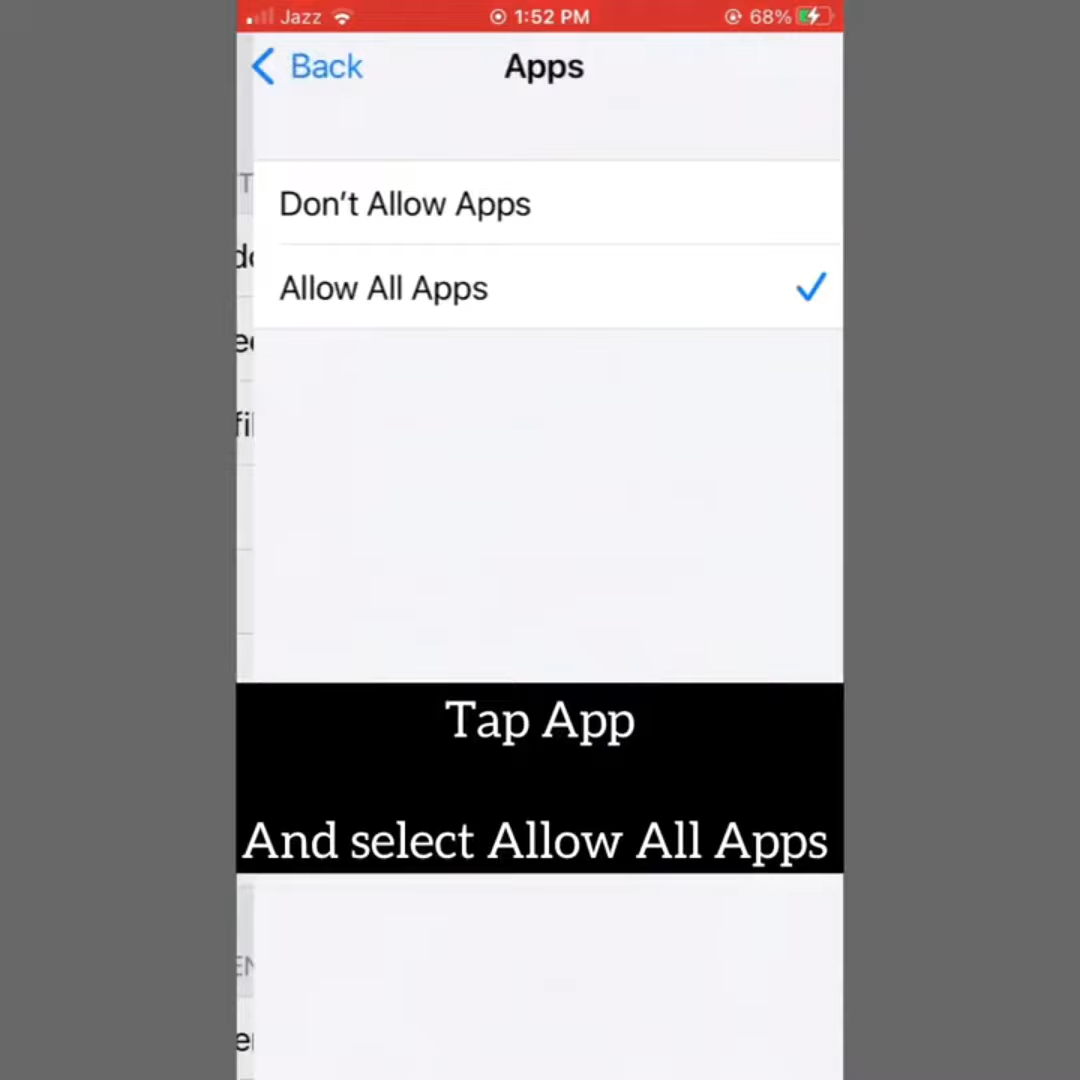 Jazz 1:52 PM 68%
Back Apps
Don't Allow Apps
Allow All Apps
Tap App
And select Allow All Apps